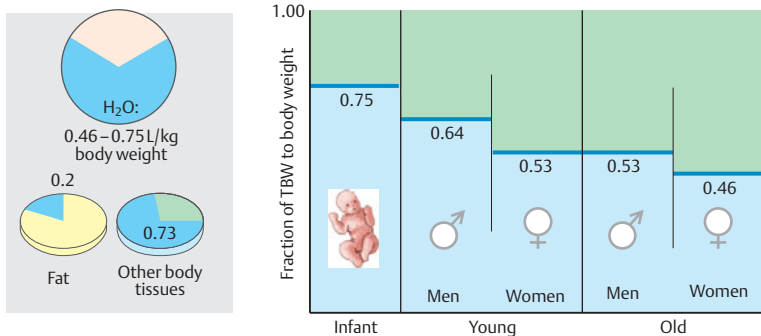 H₂O:
0.46–0.75 L/kg
body weight
0.2
0.73
Fat
Other body
tissues
1.00
Fraction of TBW to body weight
0.75
0.64
0.53
0.53
0.46
Men
Women
Men
Women
Infant
Young
Old